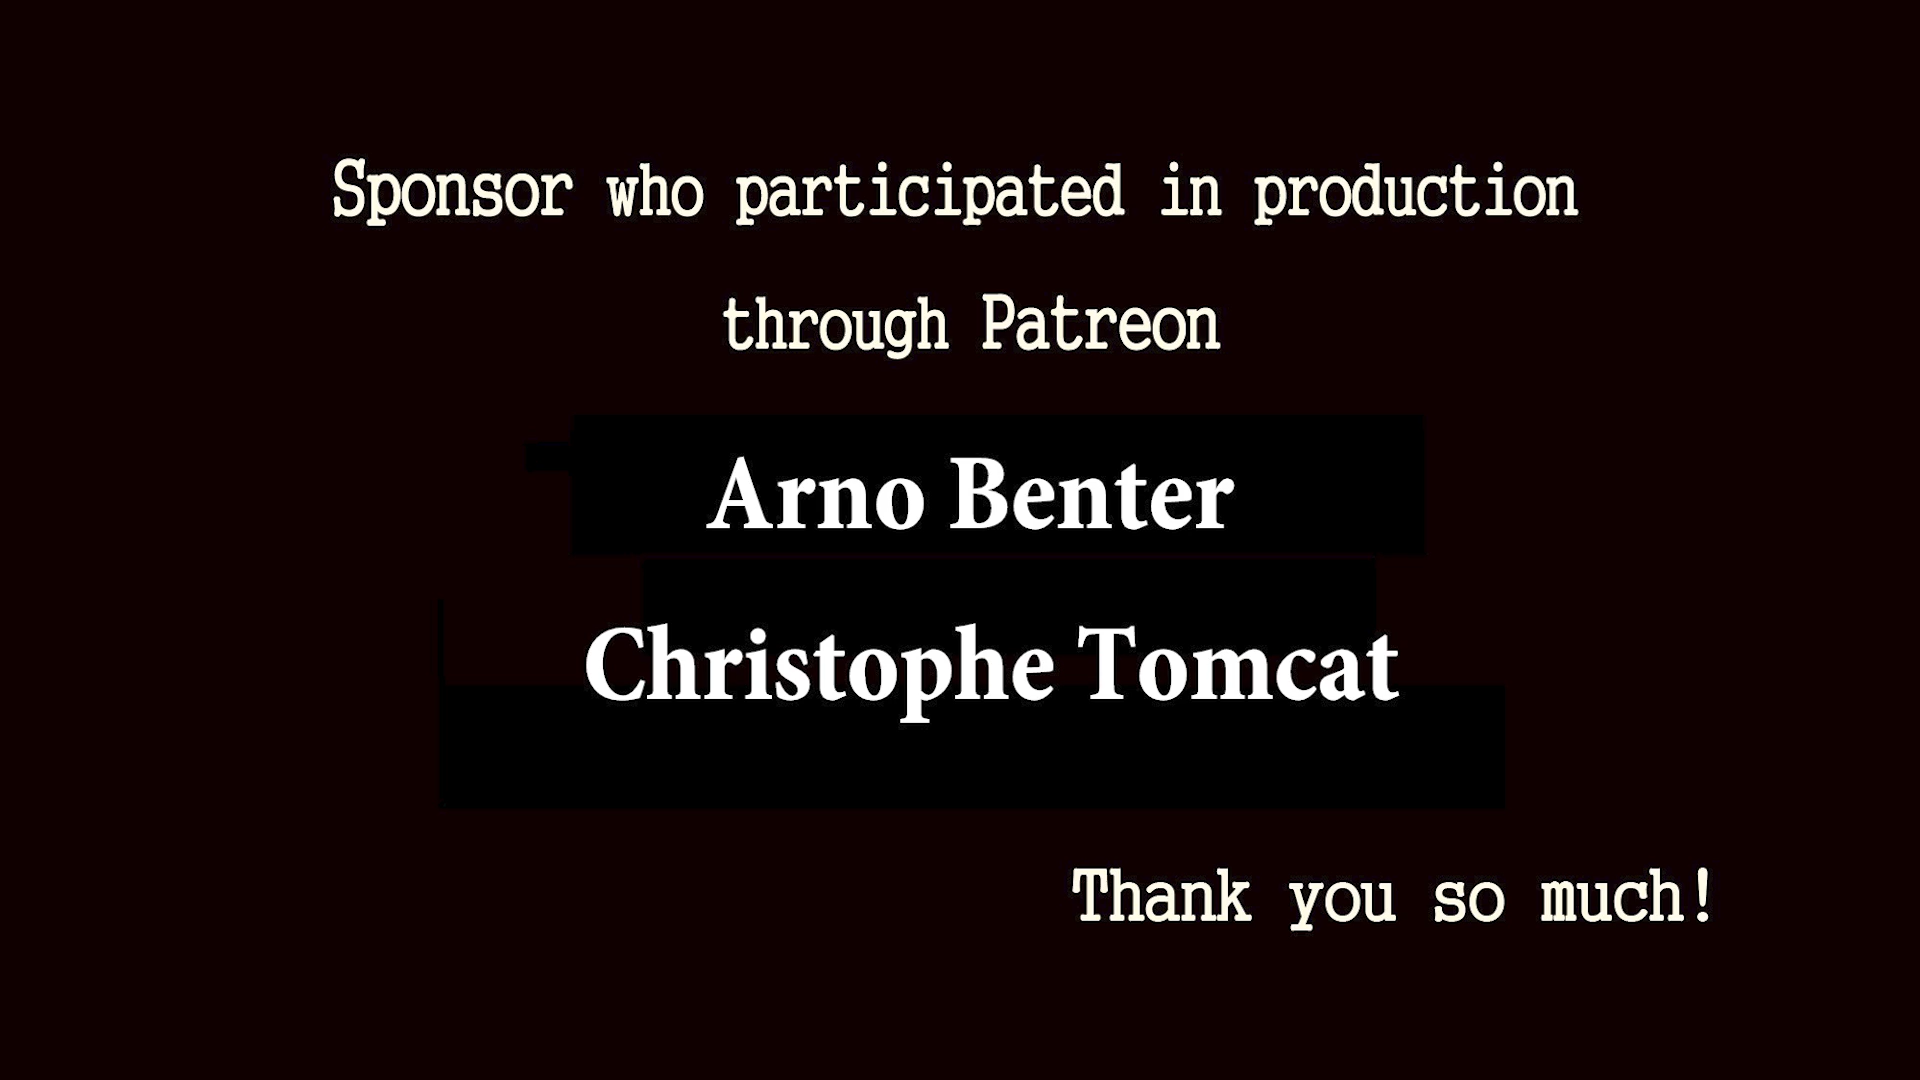 Sponsor who participated in production
through Patreon
Arno Benter
Christophe Tomcat
Thank you so much!